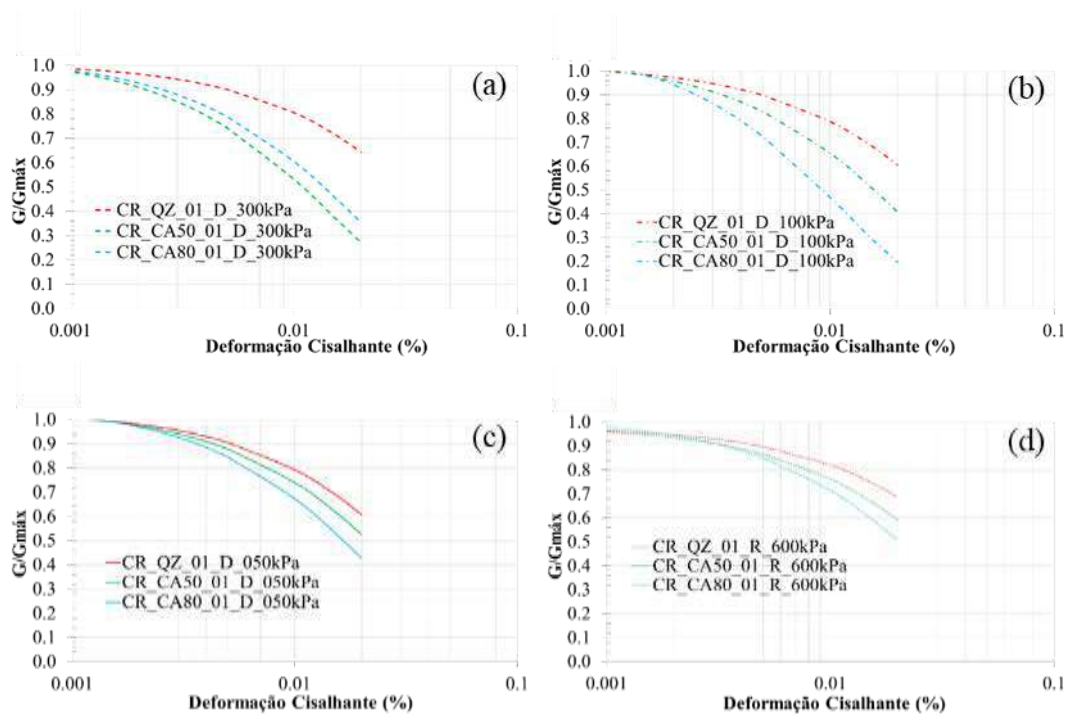 (a)
1.0
0.9
0.8
0.7
0.6
0.5
0.4
0.3
0.2
0.1
0.0
G/Gmáx
CR_QZ_01_D_300kPa
CR_CA50_01_D_300kPa
CR_CA80_01_D_300kPa
0.001 0.01 0.1
Deformação Cisalhante (%)
(b)
1.0
0.9
0.8
0.7
0.6
0.5
0.4
0.3
0.2
0.1
0.0
G/Gmáx
CR_QZ_01_D_100kPa
CR_CA50_01_D_100kPa
CR_CA80_01_D_100kPa
0.001 0.01 0.1
Deformação Cisalhante (%)
(c)
1.0
0.9
0.8
0.7
0.6
0.5
0.4
0.3
0.2
0.1
0.0
G/Gmáx
CR_QZ_01_D_050kPa
CR_CA50_01_D_050kPa
CR_CA80_01_D_050kPa
0.001 0.01 0.1
Deformação Cisalhante (%)
(d)
1.0
0.9
0.8
0.7
0.6
0.5
0.4
0.3
0.2
0.1
0.0
G/Gmáx
CR_QZ_01_R_600kPa
CR_CA50_01_R_600kPa
CR_CA80_01_R_600kPa
0.001 0.01 0.1
Deformação Cisalhante (%)